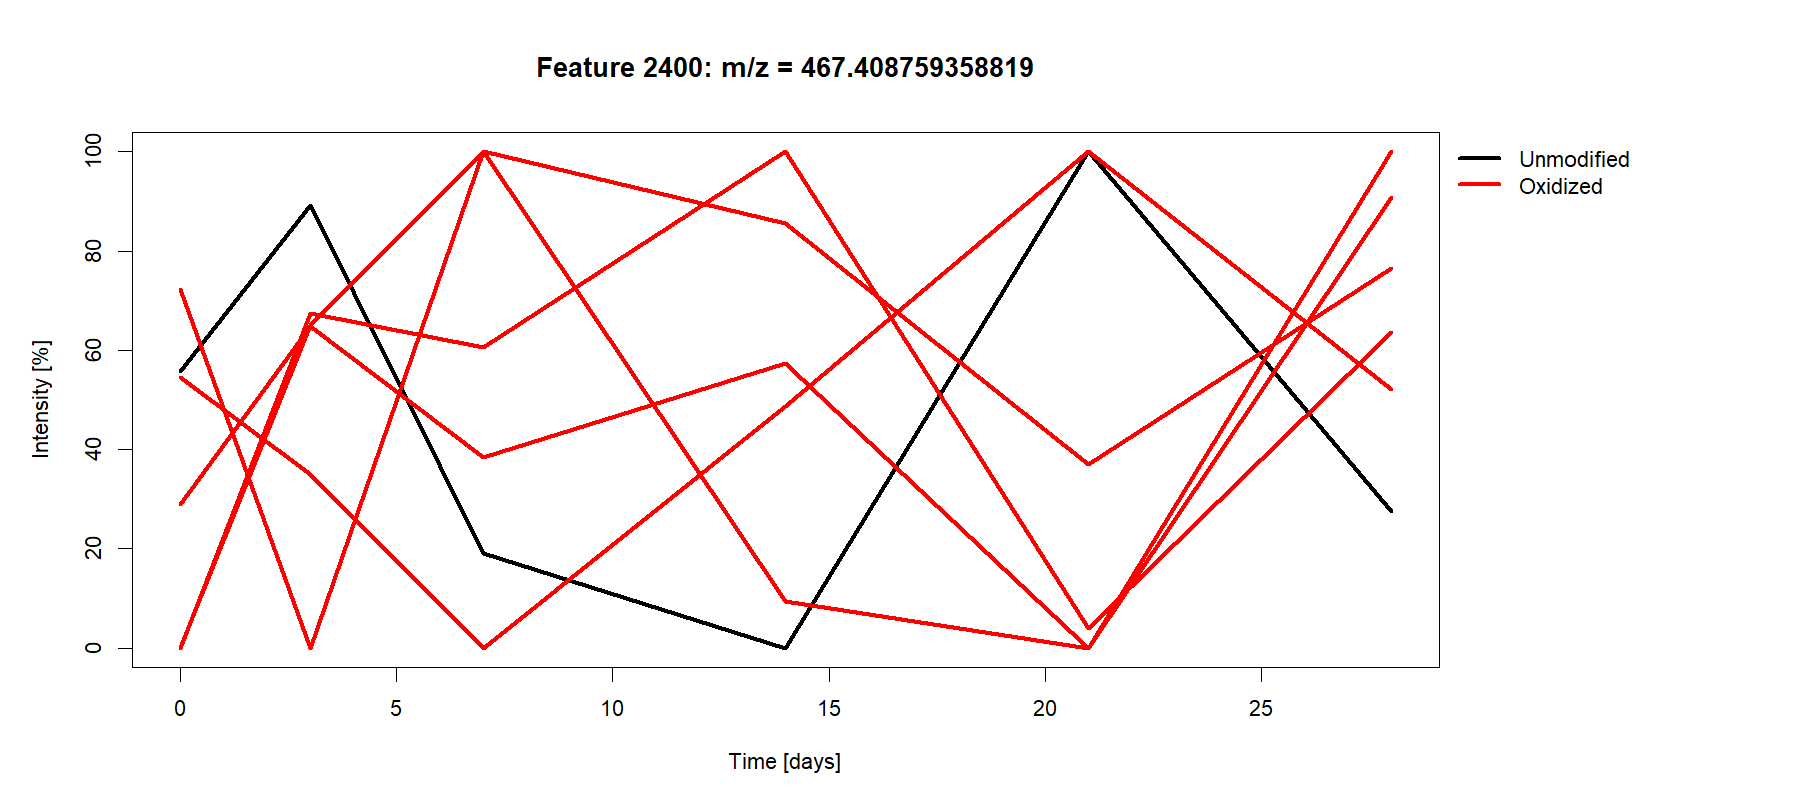 Feature 2400: m/z = 467.408759358819
Unmodified
Oxidized
Intensity [%]
100
80
60
40
20
0
0 5 10 15 20 25
Time [days]